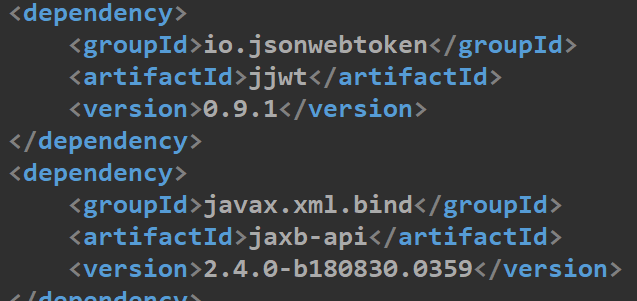 <dependency>
<groupId>io.jsonwebtoken</groupId>
<artifactId>jjwt</artifactId>
<version>0.9.1</version>
</dependency>
<dependency>
<groupId>javax.xml.bind</groupId>
<artifactId>jaxb-api</artifactId>
<version>2.4.0-b180830.0359</version>
</dependency>